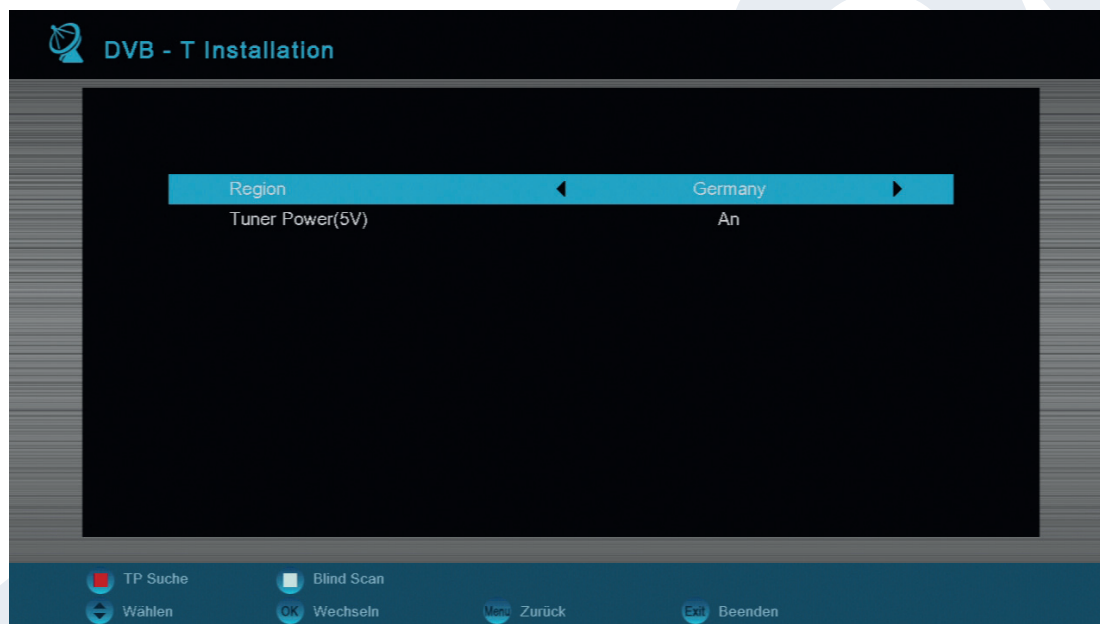 DVB - T Installation
Region Germany
Tuner Power(5V) An
TP Suche Blind Scan
Wählen OK Wechseln Menu Zurück Exit Beenden